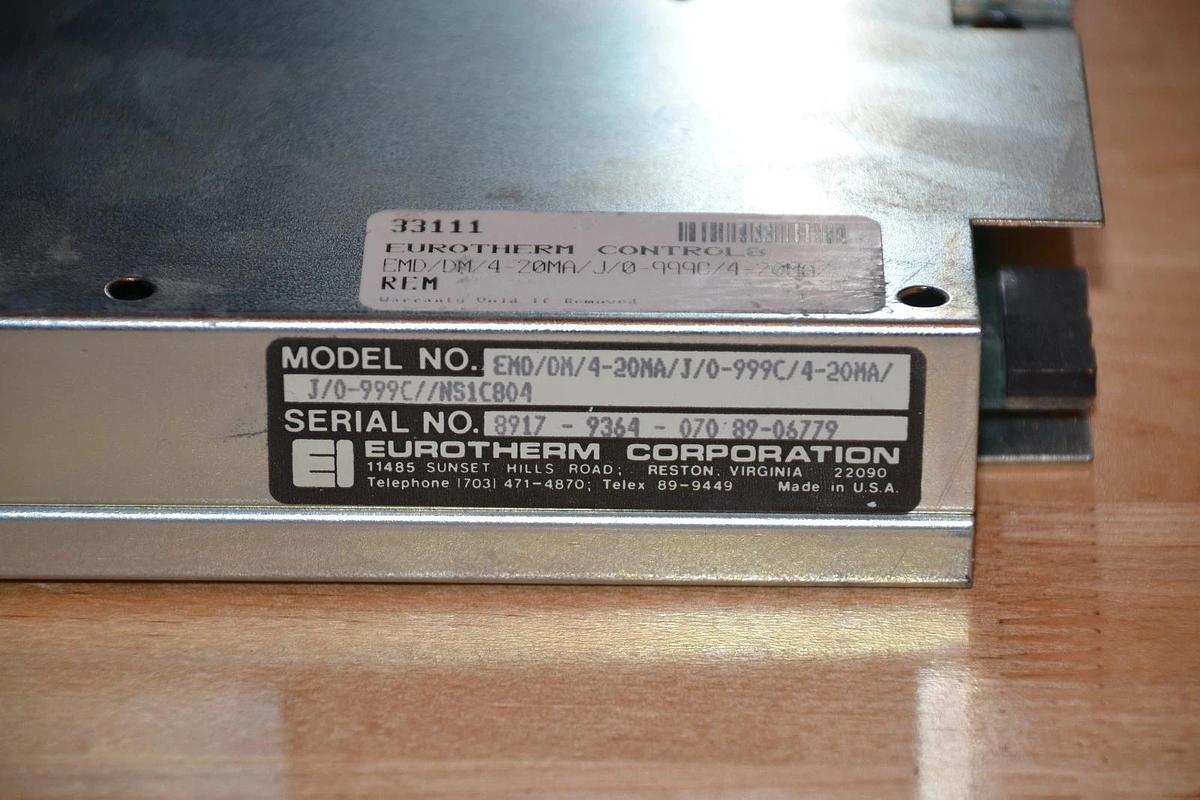 33111
EUROTHERM CONTROLS
EMD/DM/4-20MA/J/0-999C/4-20MA/
REM
Warranty Void If Removed
MODEL NO. EMD/DM/4-20MA/J/0-999C/4-20MA/
J/0-999C//NS1C804
SERIAL NO. 8917 - 9364 - 070 89-06779
EI EUROTHERM CORPORATION
11485 SUNSET HILLS ROAD; RESTON, VIRGINIA 22090
Telephone (703) 471-4870; Telex 89-9449 Made in U.S.A.